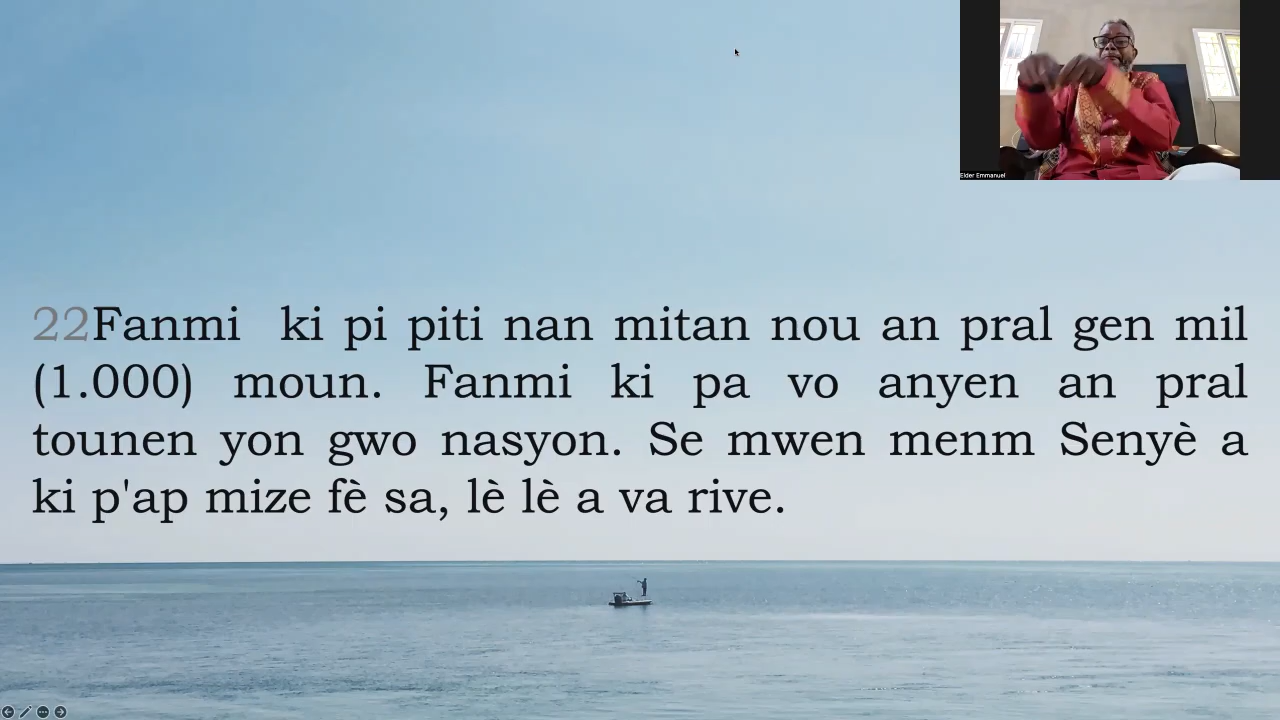 Elder Emmanuel
22Fanmi ki pi piti nan mitan nou an pral gen mil
(1.000) moun. Fanmi ki pa vo anyen an pral
tounen yon gwo nasyon. Se mwen menm Senyè a
ki p'ap mize fè sa, lè lè a va rive.